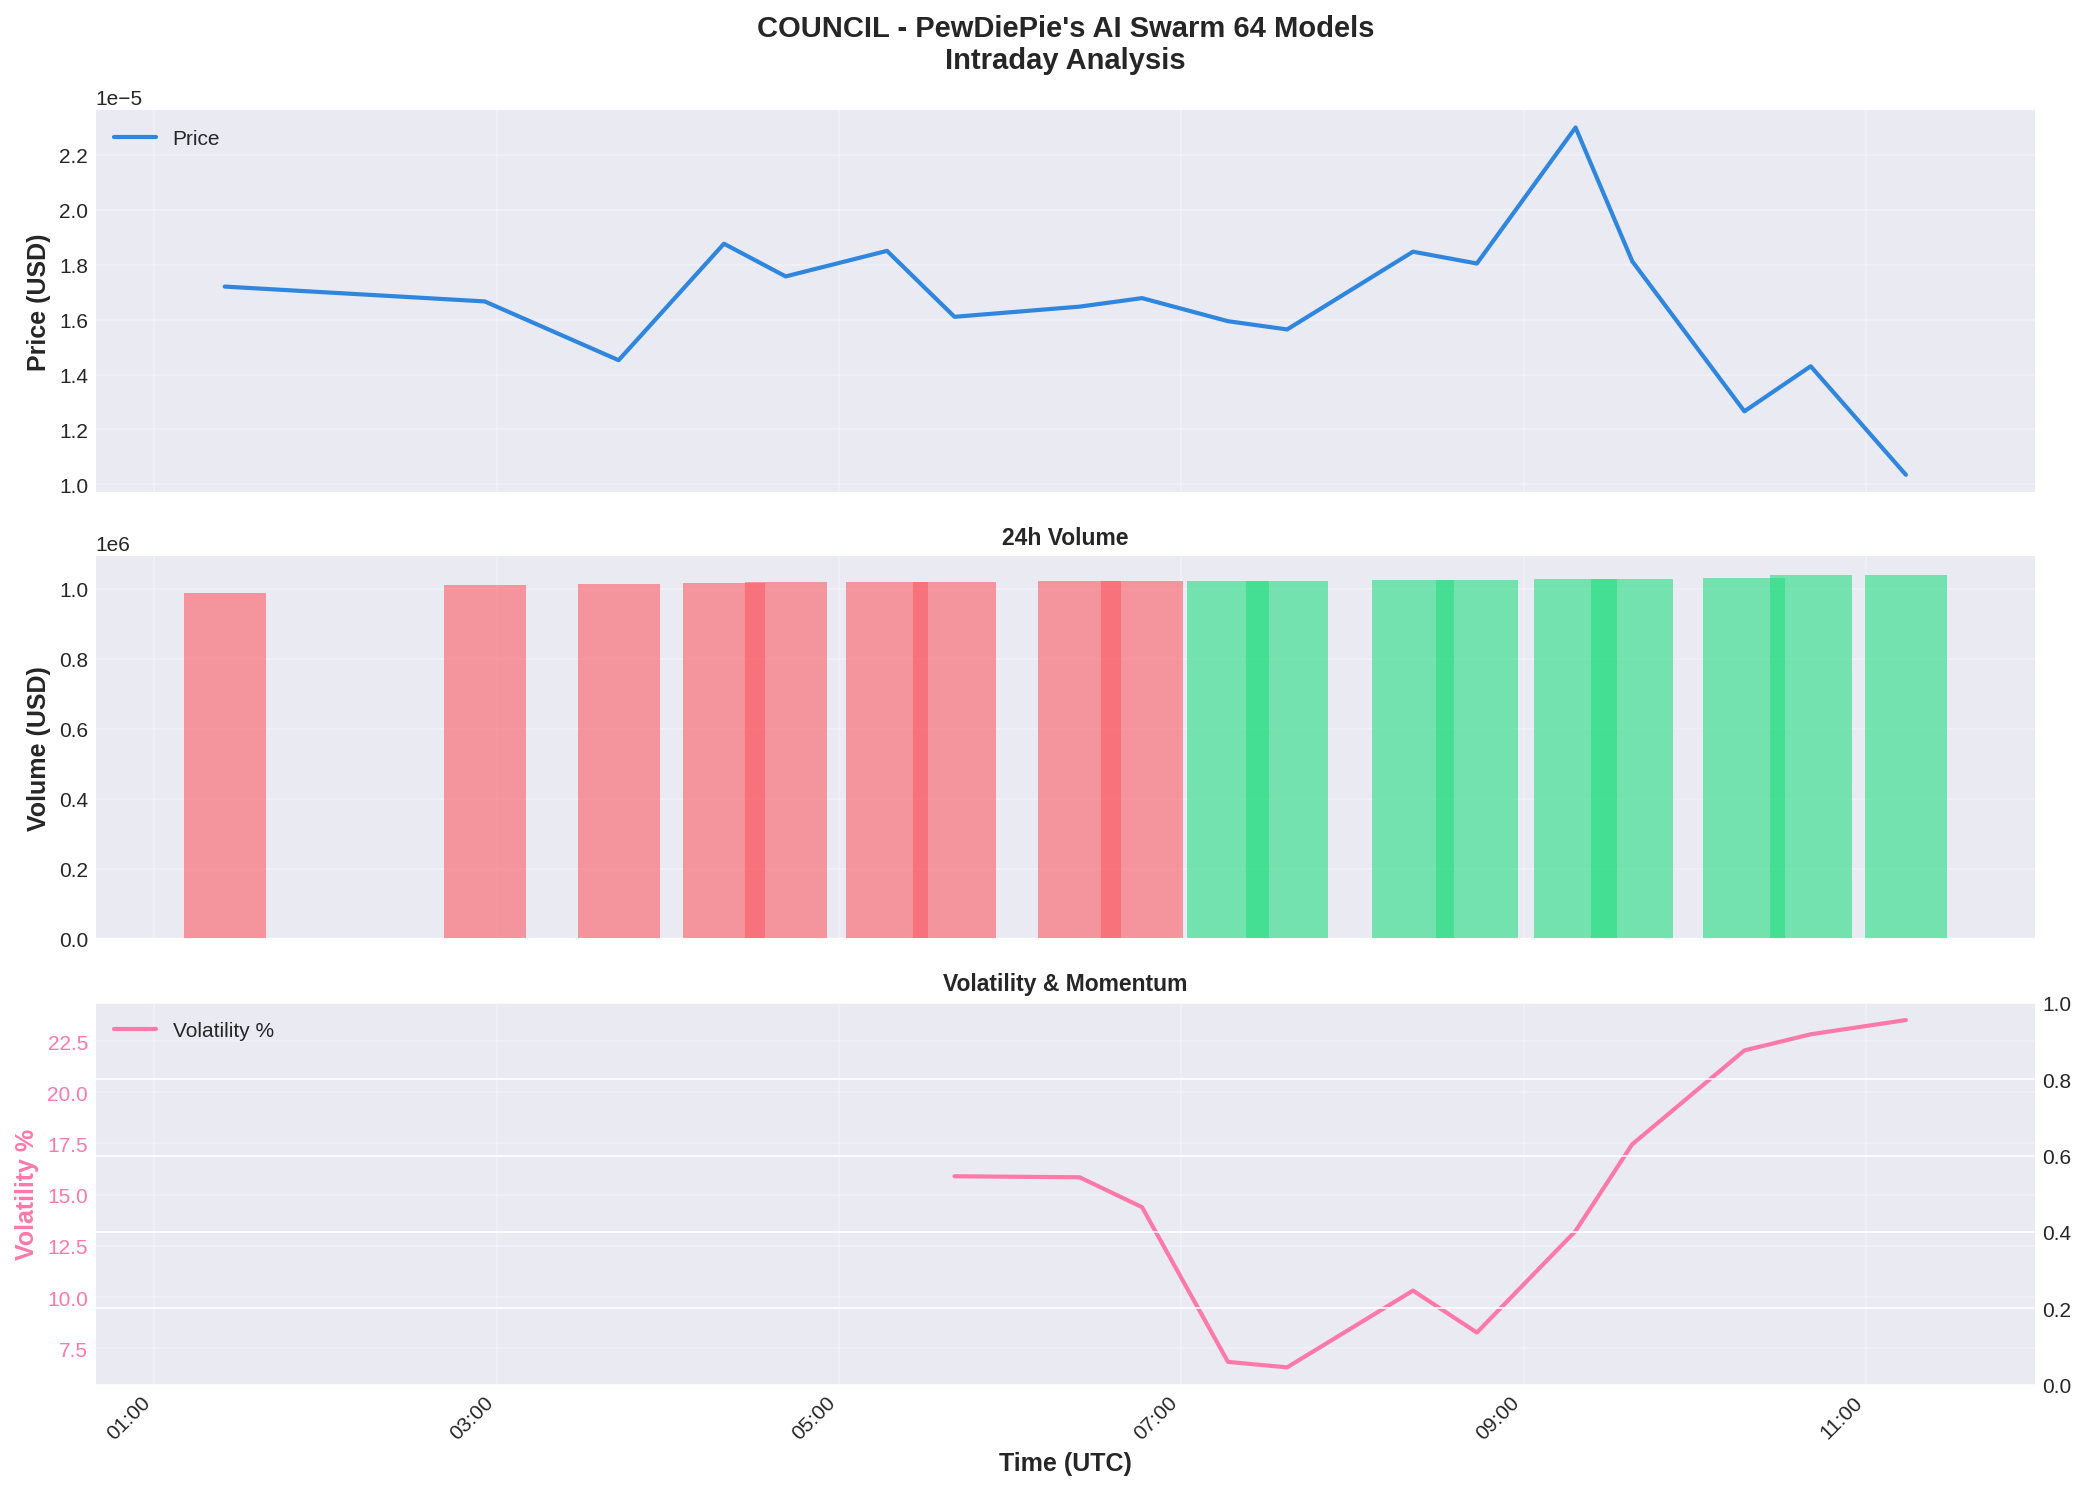 COUNCIL - PewDiePie's AI Swarm 64 Models
Intraday Analysis
1e−5
Price
2.2
2.0
1.8
1.6
1.4
1.2
1.0
Price (USD)
24h Volume
1e6
1.0
0.8
0.6
0.4
0.2
0.0
Volume (USD)
Volatility & Momentum
Volatility %
22.5
20.0
17.5
15.0
12.5
10.0
7.5
Volatility %
1.0
0.8
0.6
0.4
0.2
0.0
01:00
03:00
05:00
07:00
09:00
11:00
Time (UTC)